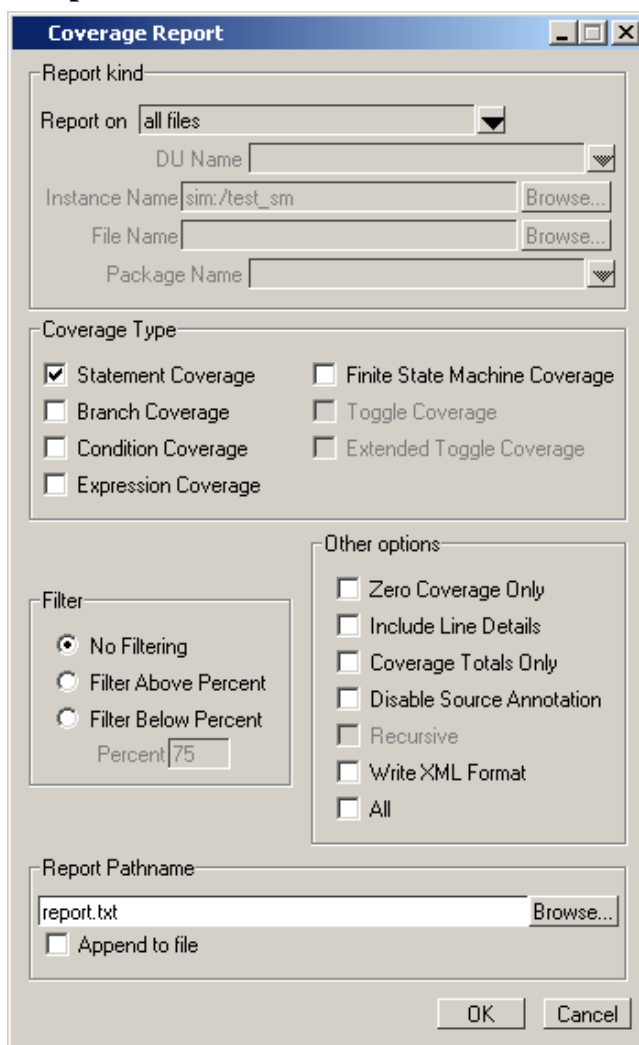 Coverage Report
Report kind
Report on all files
DU Name
Instance Name sim:/test_sm Browse...
File Name Browse...
Package Name
Coverage Type
Statement Coverage Finite State Machine Coverage
Branch Coverage Toggle Coverage
Condition Coverage Extended Toggle Coverage
Expression Coverage
Filter
No Filtering
Filter Above Percent
Filter Below Percent
Percent 75
Other options
Zero Coverage Only
Include Line Details
Coverage Totals Only
Disable Source Annotation
Recursive
Write XML Format
All
Report Pathname
report.txt Browse...
Append to file
OK Cancel